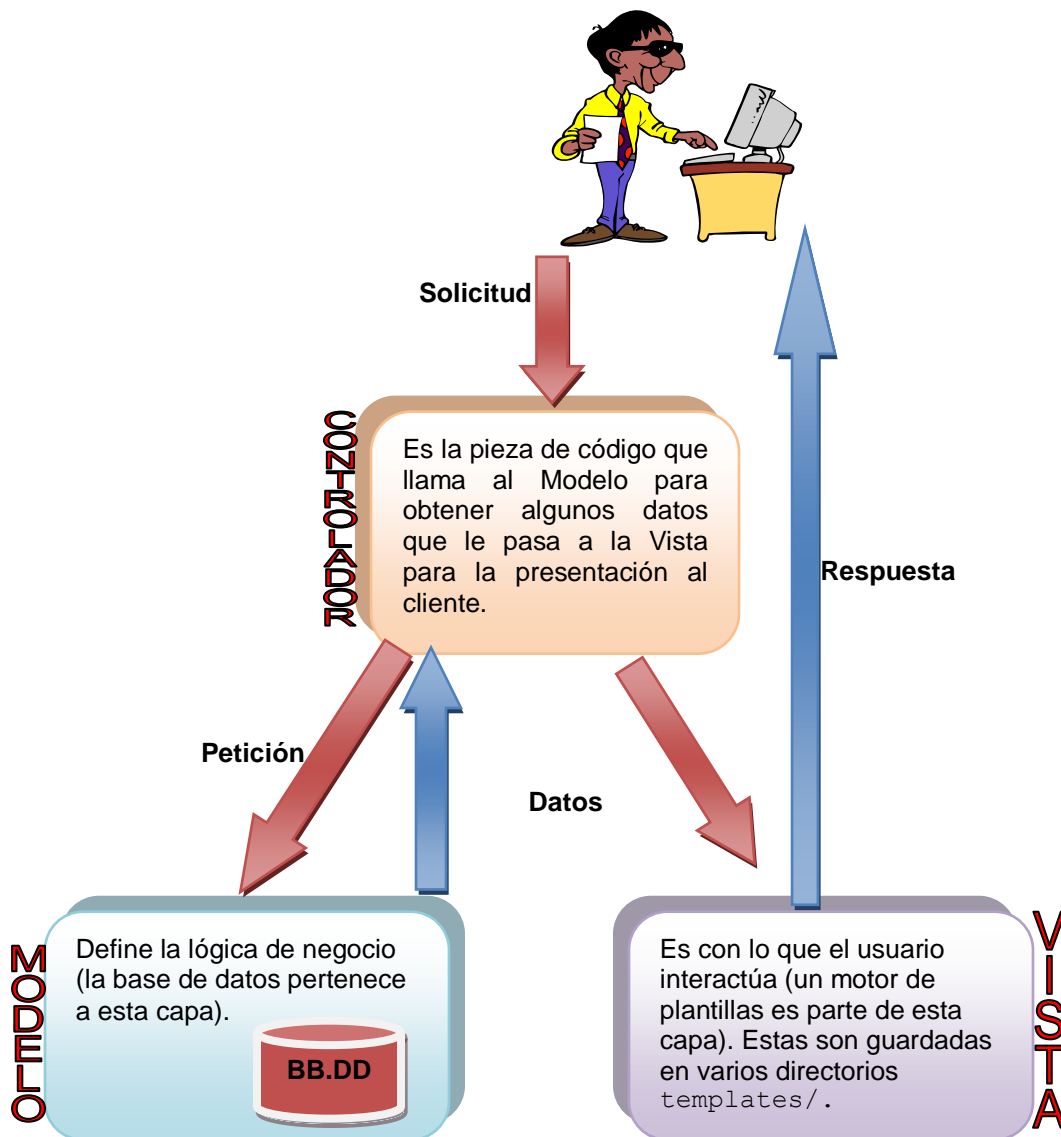 Solicitud
CONTROLADOR
Es la pieza de código que
llama al Modelo para
obtener algunos datos
que le pasa a la Vista
para la presentación al
cliente.
Respuesta
Petición
Datos
MODELO
Define la lógica de negocio
(la base de datos pertenece
a esta capa).
BB.DD
Es con lo que el usuario
interactúa (un motor de
plantillas es parte de esta
capa). Estas son guardadas
en varios directorios
templates/.
VISTA